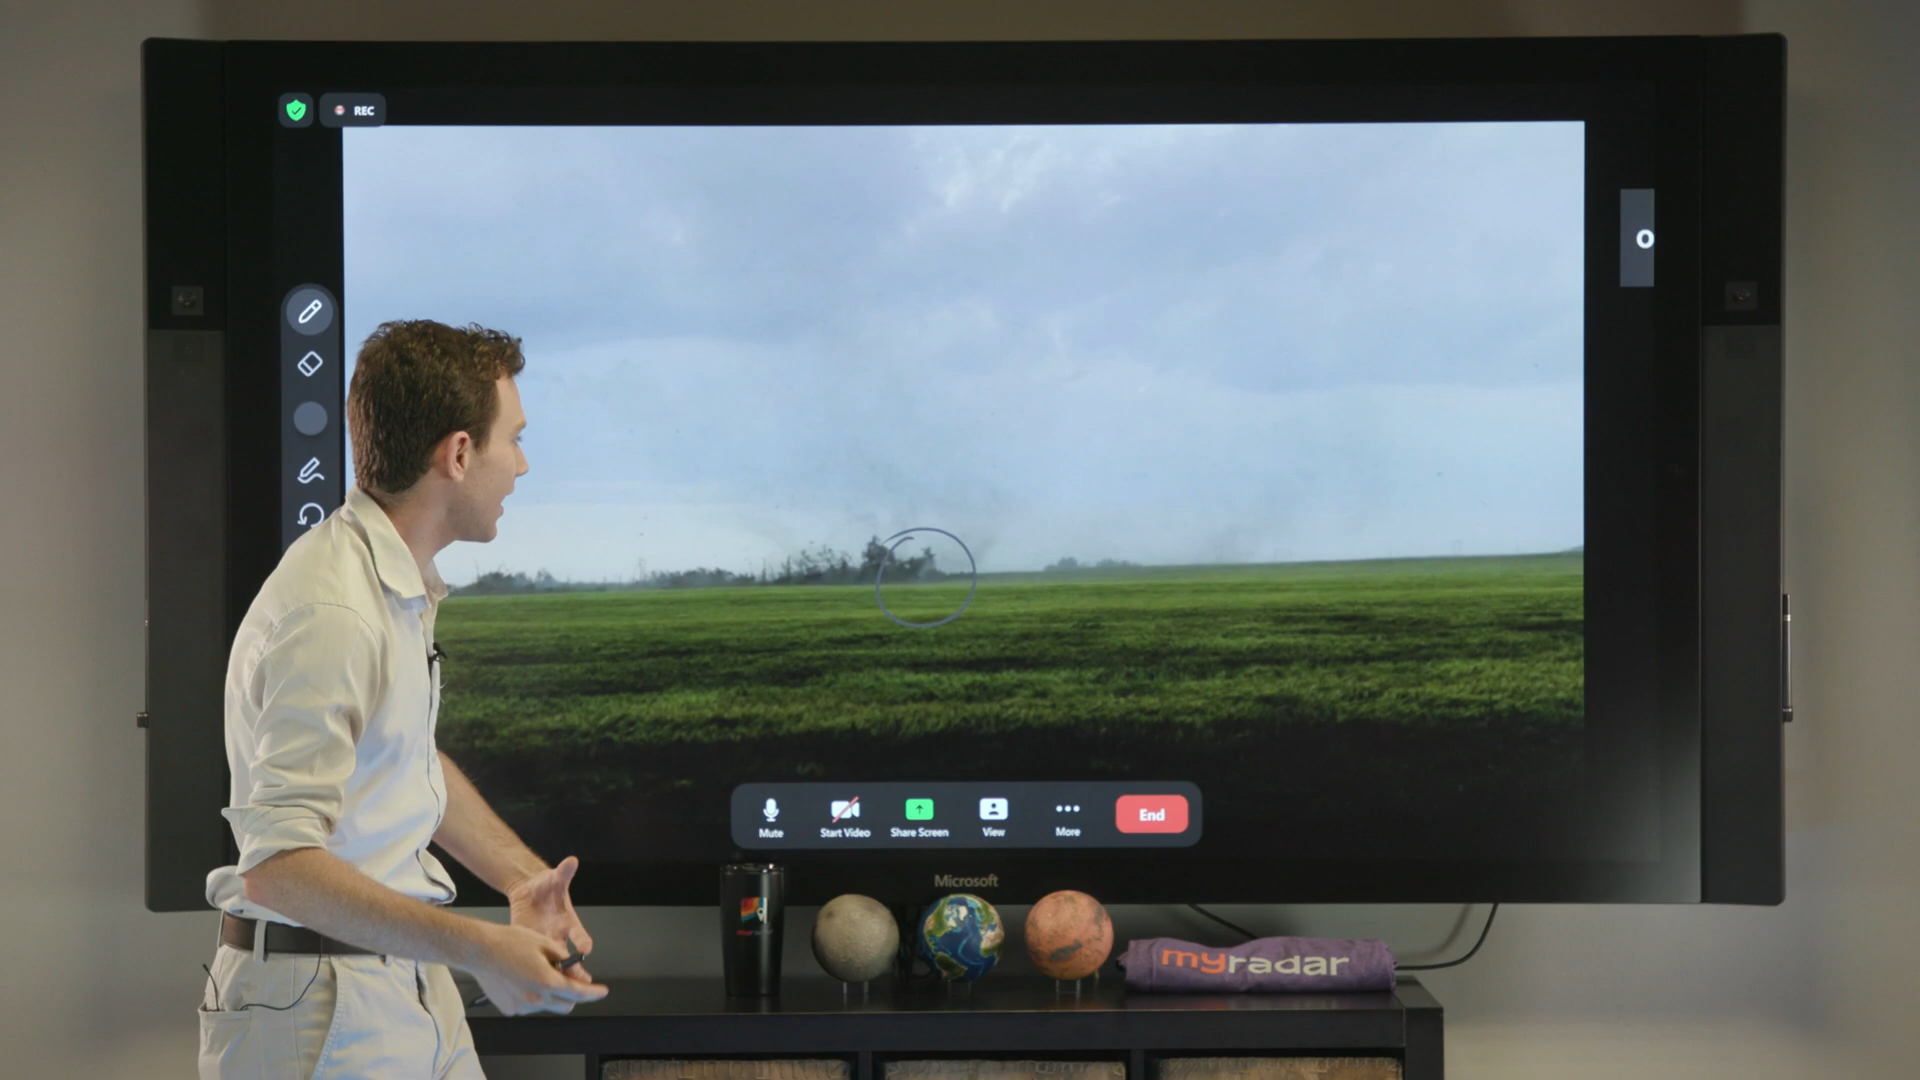 REC
O
Mute
Start Video
Share Screen
View
More
End
Microsoft
myradar